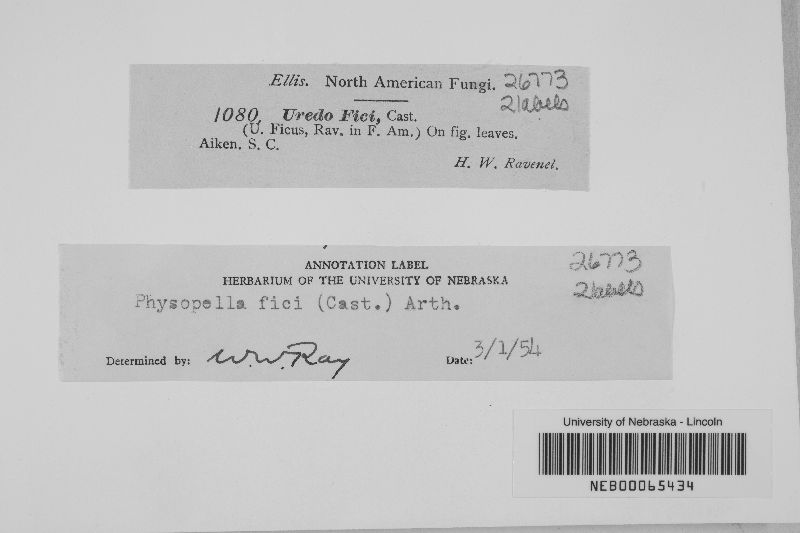 Ellis. North American Fungi. 26773
2 labels
1080. Uredo Fici, Cast.
(U. Ficus, Rav. in F. Am.) On fig. leaves.
Aiken. S. C.
H. W. Ravenel.
ANNOTATION LABEL
HERBARIUM OF THE UNIVERSITY OF NEBRASKA
26773
2 labels
Physopella fici (Cast.) Arth.
Determined by: W.W. Ray Date: 3/1/54
University of Nebraska - Lincoln
NEB00065434